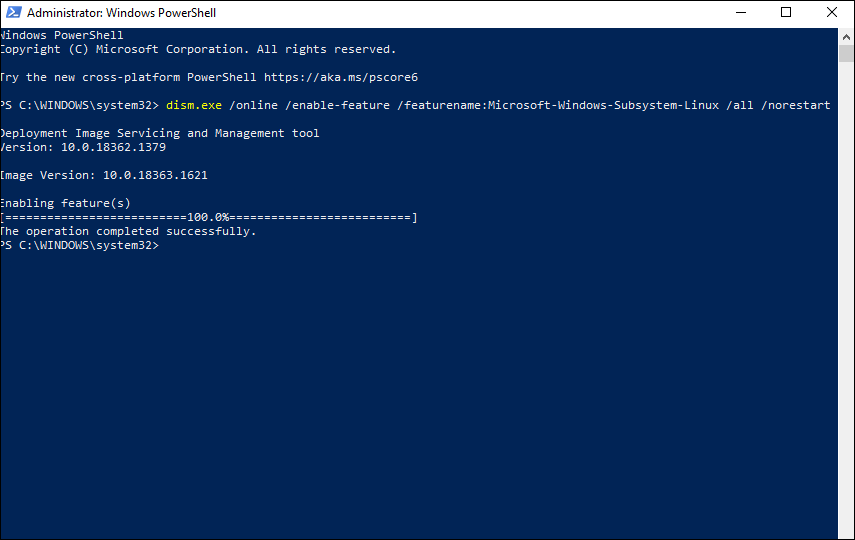 Administrator: Windows PowerShell
Windows PowerShell
Copyright (C) Microsoft Corporation. All rights reserved.
Try the new cross-platform PowerShell https://aka.ms/pscore6
PS C:\WINDOWS\system32> dism.exe /online /enable-feature /featurename:Microsoft-Windows-Subsystem-Linux /all /norestart
Deployment Image Servicing and Management tool
Version: 10.0.18362.1379
Image Version: 10.0.18363.1621
Enabling feature(s)
[==========================100.0%==========================]
The operation completed successfully.
PS C:\WINDOWS\system32>